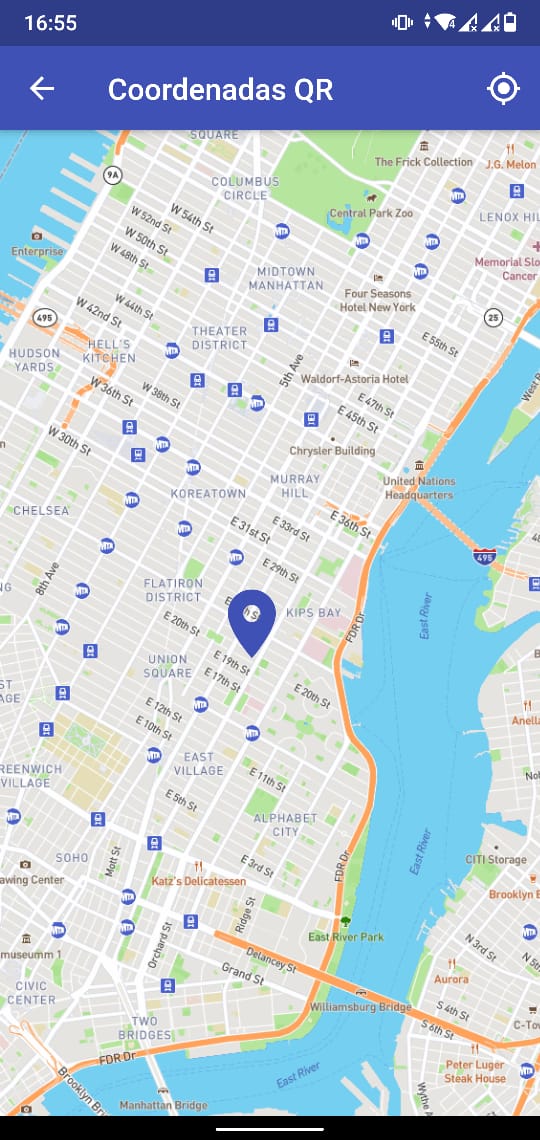 16:55
Coordenadas QR
SQUARE
The Frick Collection
J.G. Melon
9A
COLUMBUS
CIRCLE
W 52nd St
W 54th St
Central Park Zoo
LENOX HIL
W 50th St
Enterprise
W 48th St
MIDTOWN
MANHATTAN
Memorial Slo
Cancer
Four Seasons
Hotel New York
W 44th St
W 42nd St
495
25
THEATER
DISTRICT
HELL'S
KITCHEN
E 55th St
HUDSON
YARDS
5th Ave
West
Waldorf-Astoria Hotel
W 36th St
W 38th St
E 47th St
E 45th St
W 30th St
Chrysler Building
MURRAY
HILL
United Nations
Headquarters
KOREATOWN
CHELSEA
E 36th St
E 33rd St
E 31st St
495
E 29th St
8th Ave
FLATIRON
DISTRICT
KIPS BAY
East River
E 20th St
FDR Dr
E 19th St
UNION
SQUARE
E 17th St
E 20th St
E 12th St
E 10th St
Anella
EAST
VILLAGE
REENWICH
VILLAGE
E 11th St
E 5th St
ALPHABET
CITY
East River
SOHO
Mott St
E 3rd St
FDR Dr
CITI Storage
awing Center
Katz's Delicatessen
Brooklyn B
Ridge St
Orchard St
East River Park
museumm 1
N 3rd St
N 5th
Delancey St
Grand St
Aurora
CIVIC
CENTER
Williamsburg Bridge
S 4th St
C-Tow
TWO
BRIDGES
S 6th St
FDR Dr
Peter Luger
Steak House
East River
Brooklyn Br
Wythe A
Manhattan Bridge